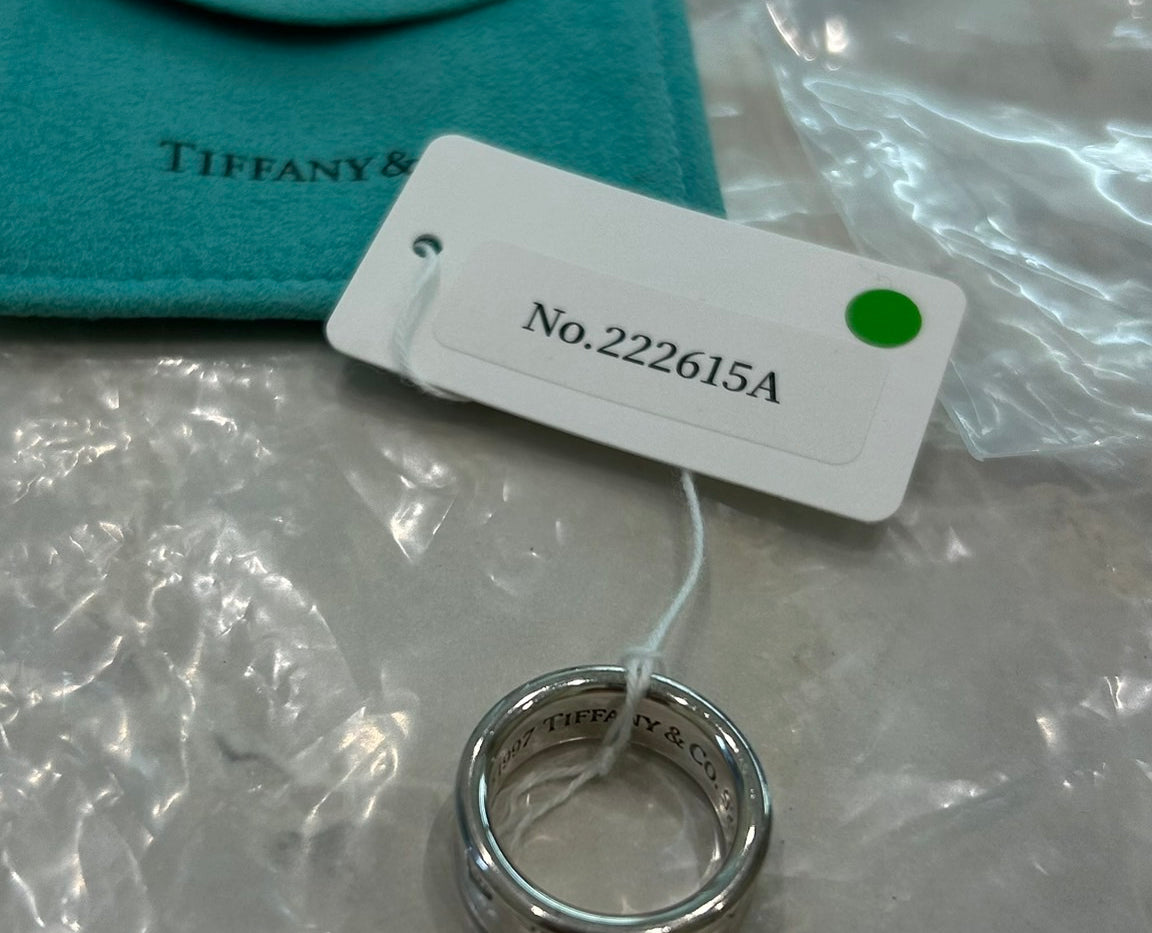 TIFFANY &
No.222615A
1997 TIFFANY & CO.